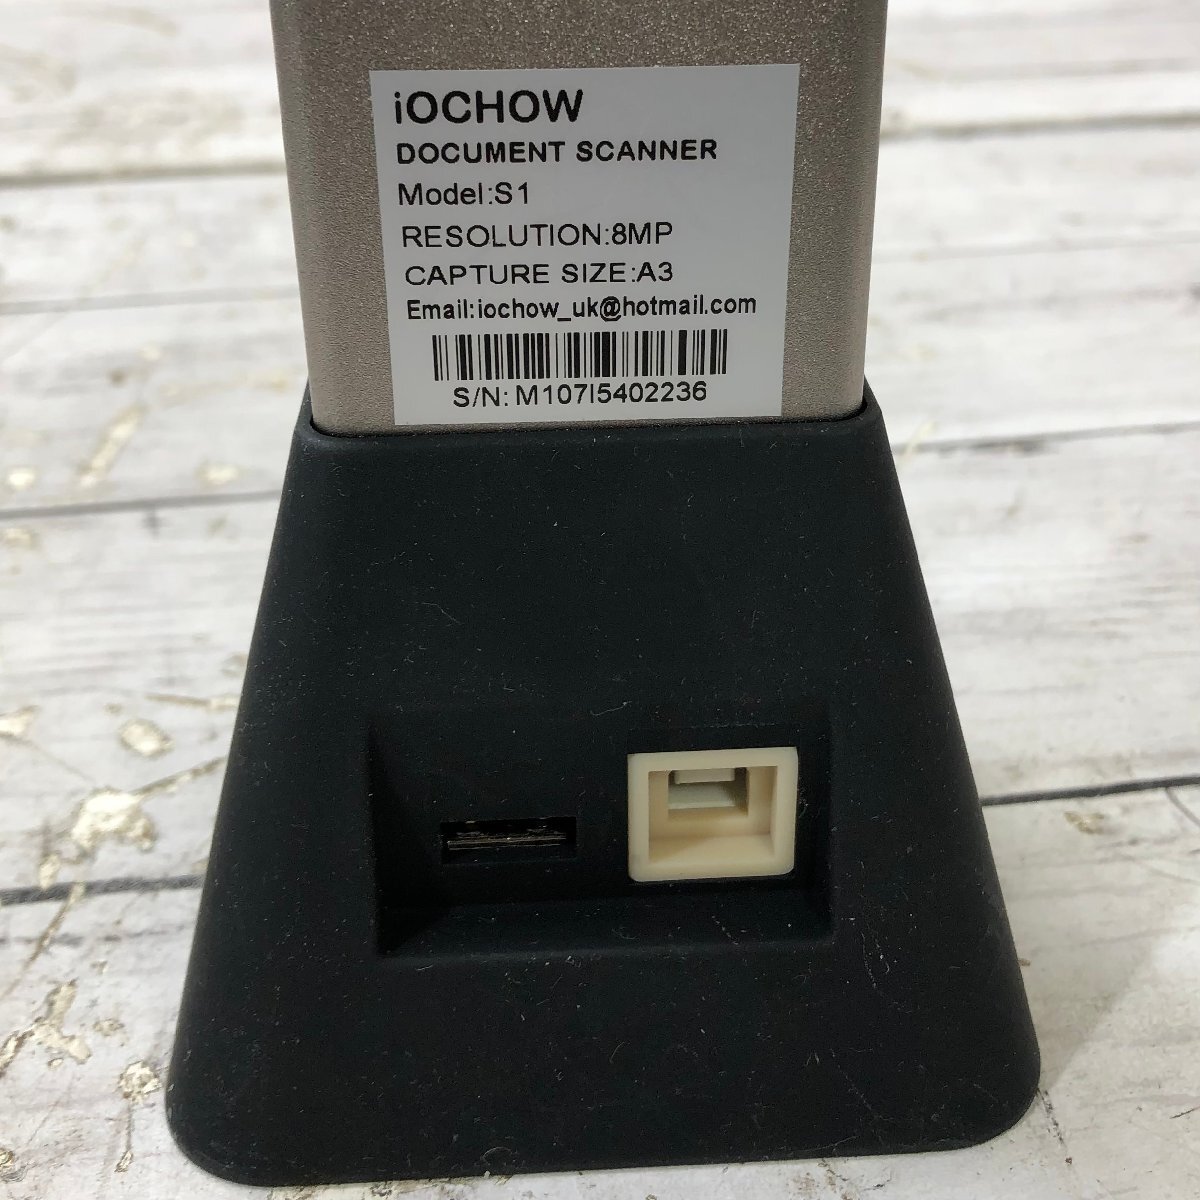 iOCHOW
DOCUMENT SCANNER
Model:S1
RESOLUTION:8MP
CAPTURE SIZE:A3
Email:iochow_uk@hotmail.com
S/N: M107I5402236